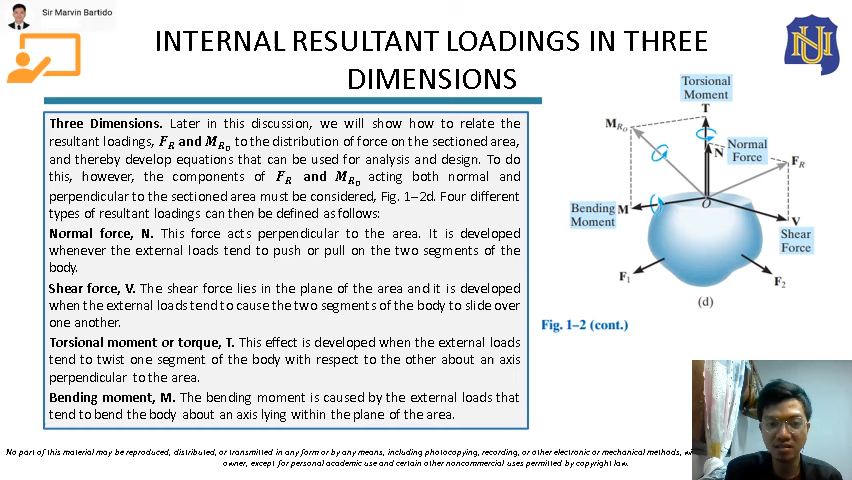 Sir Marvin Bartido
INTERNAL RESULTANT LOADINGS IN THREE
DIMENSIONS
Three Dimensions. Later in this discussion, we will show how to relate the
resultant loadings, F_R and M_R_O to the distribution of force on the sectioned area,
and thereby develop equations that can be used for analysis and design. To do
this, however, the components of F_R and M_R_O acting both normal and
perpendicular to the sectioned area must be considered, Fig. 1–2d. Four different
types of resultant loadings can then be defined as follows:
Normal force, N. This force acts perpendicular to the area. It is developed
whenever the external loads tend to push or pull on the two segments of the
body.
Shear force, V. The shear force lies in the plane of the area and it is developed
when the external loads tend to cause the two segments of the body to slide over
one another.
Torsional moment or torque, T. This effect is developed when the external loads
tend to twist one segment of the body with respect to the other about an axis
perpendicular to the area.
Bending moment, M. The bending moment is caused by the external loads that
tend to bend the body about an axis lying within the plane of the area.
Torsional
Moment
T
M_R_O
N
Normal
Force
F_R
Bending M
Moment
O
V
Shear
Force
F_1
F_2
(d)
Fig. 1–2 (cont.)
NU
No part of this material may be reproduced, distributed, or transmitted in any form or by any means, including photocopying, recording, or other electronic or mechanical methods,
owner, except for personal academic use and certain other noncommercial uses permitted by copyright law.